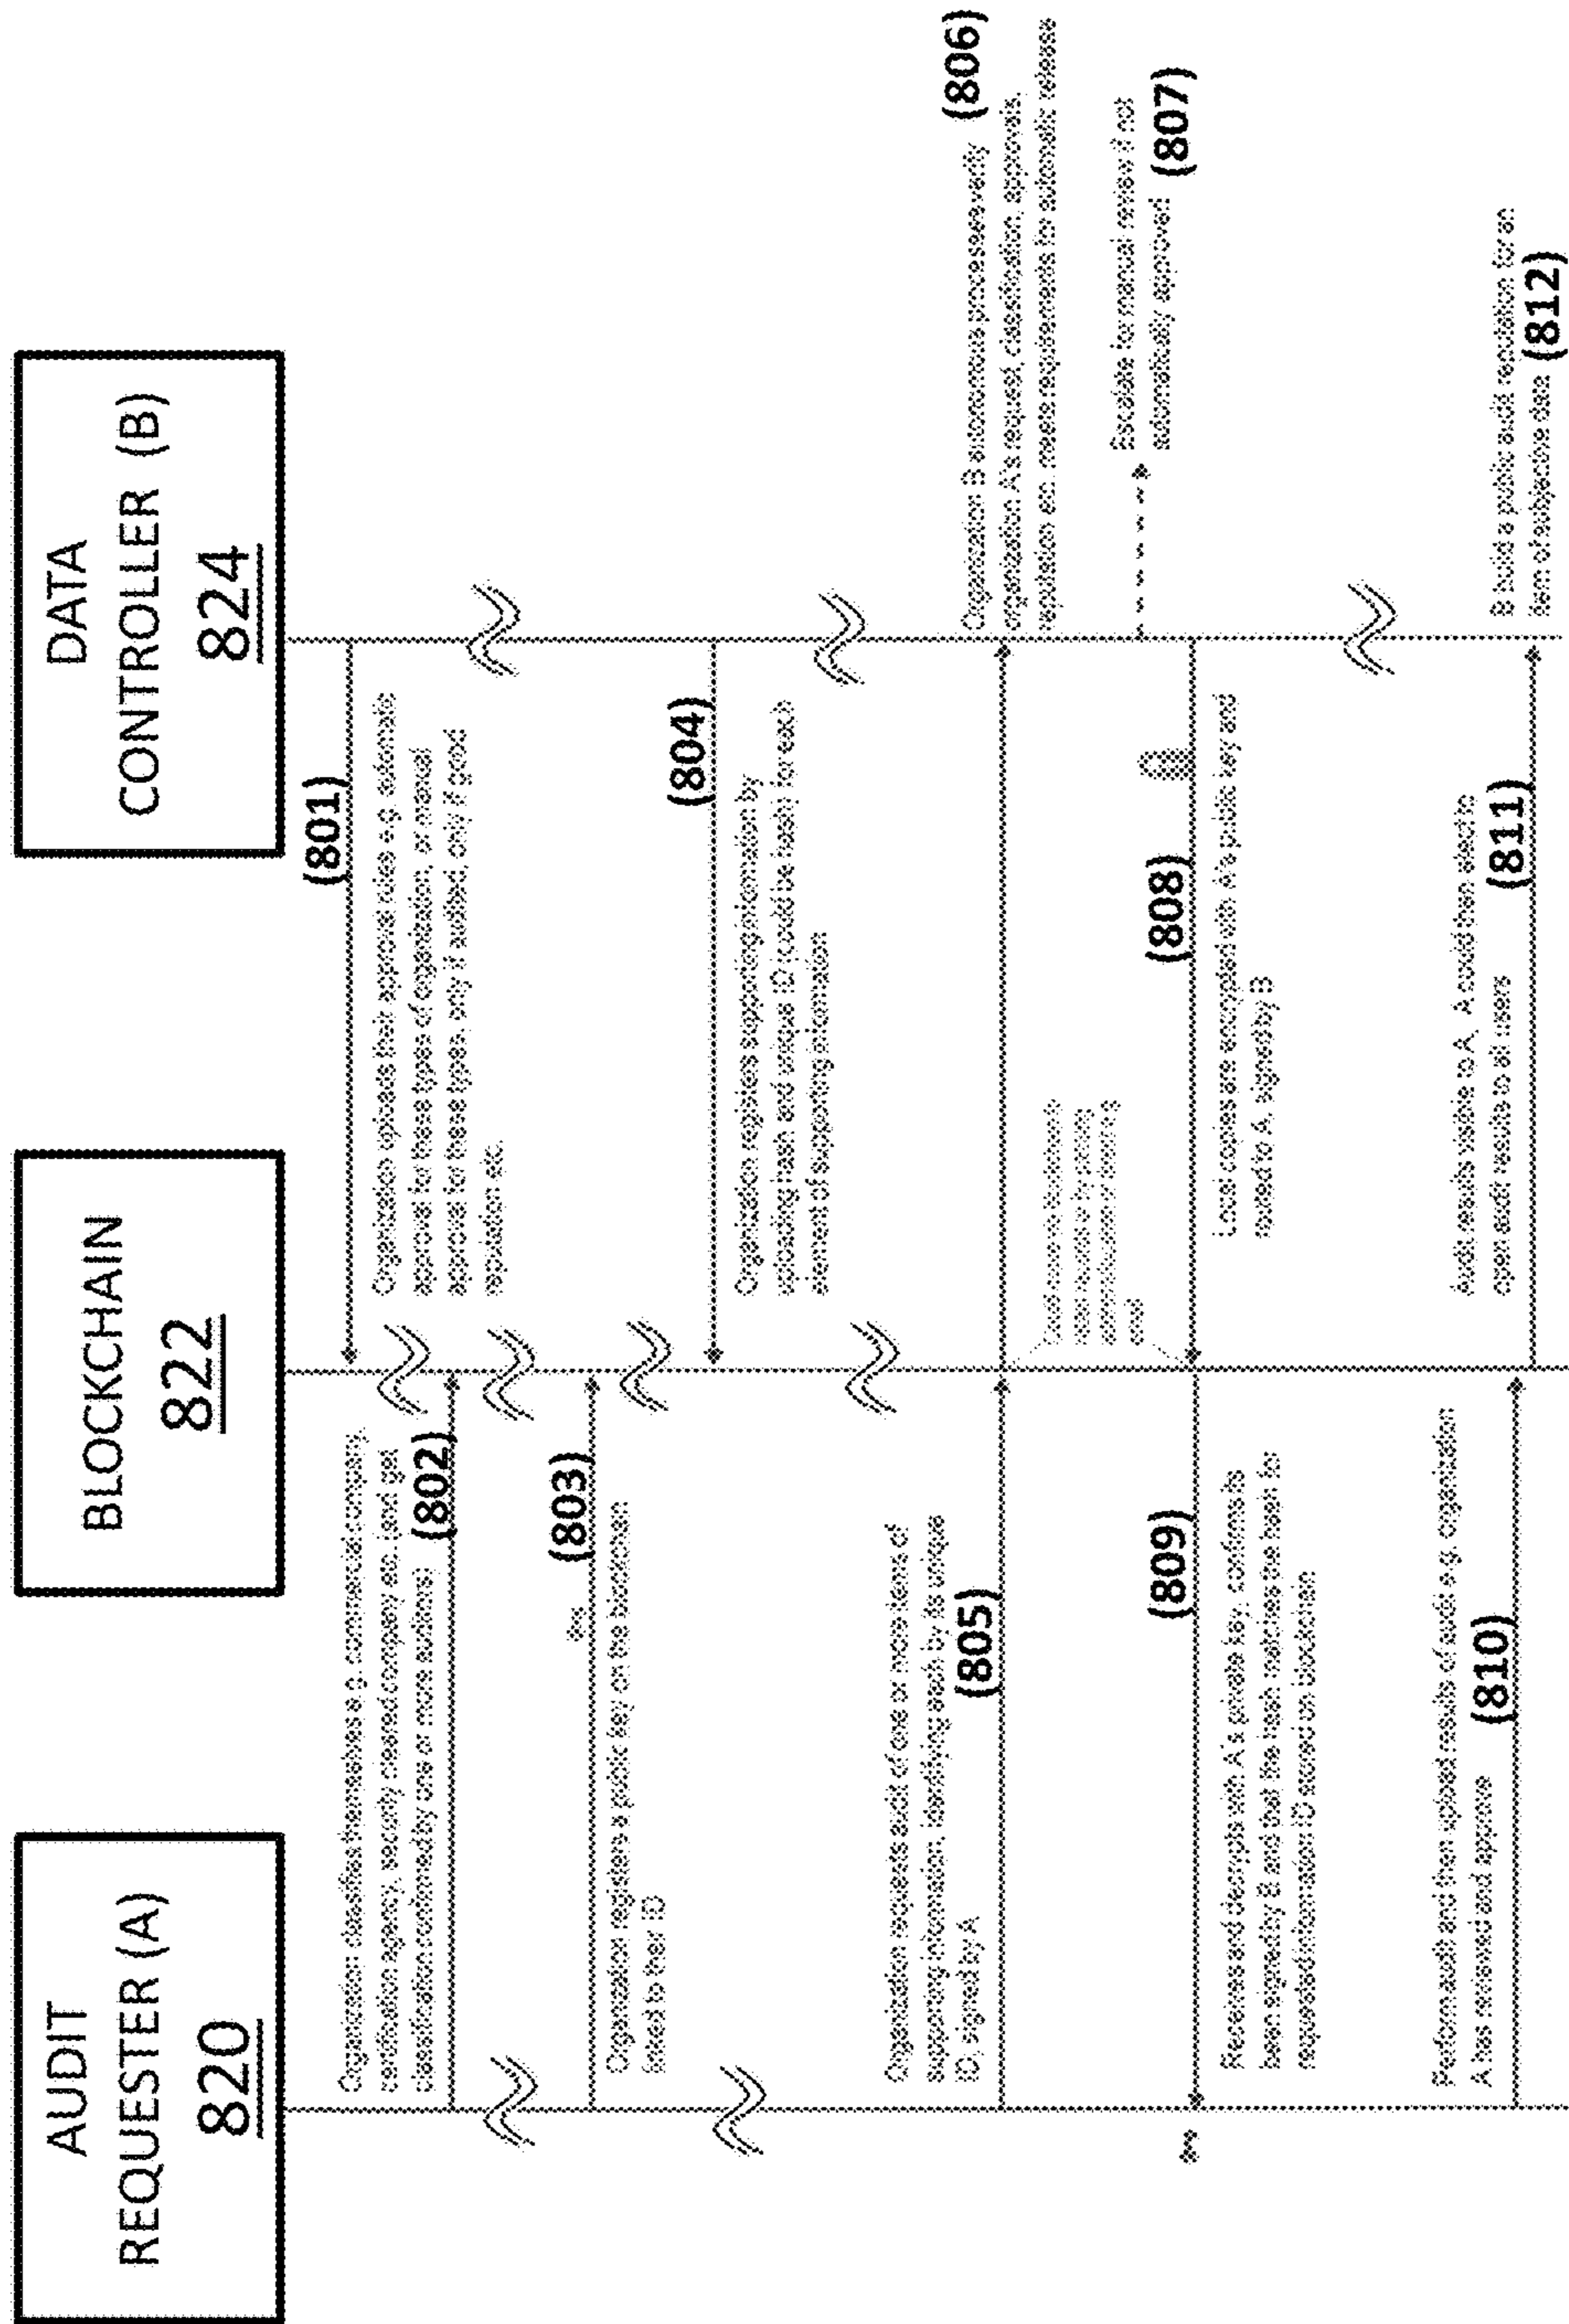 AUDIT
REQUESTER (A)
820
BLOCKCHAIN
822
DATA
CONTROLLER (B)
824
(801)
Organization uploads their approval rules e.g. automatic
approval for these types of organization, or manual
approval for these types, only if audited, only if good
reputation etc.
Organization classifies themselves e.g. commercial company,
certification agency, security cleared company etc. (and get
classification confirmed by one or more auditors)
(802)
(803)
Organization registers a public key on the blockchain
linked to their ID
(804)
Organization registers supporting information by
uploading hash and unique ID (could be hash) for each
element of supporting information
Organization requests audit of one or more items of
supporting information, identifying each by its unique
ID, signed by A
(805)
Organization B autonomous processes verify (806)
organization A's request, classification, approvals,
reputation etc. meets requirements for automatic release
Escalate for manual review if not
automatically approved (807)
(808)
Local copies are encrypted with A's public key and
routed to A, signed by B
(809)
Receives and decrypts with A's private key, confirms its
been signed by B and that the hash matches the hash for
requested information ID stored on blockchain
Perform audit and then upload results of audit e.g. organization
A has reviewed and approve (810)
Audit results visible to A. A could then elect to
open audit results to all users (811)
B build a public audit reputation for an
item of subjective data (812)